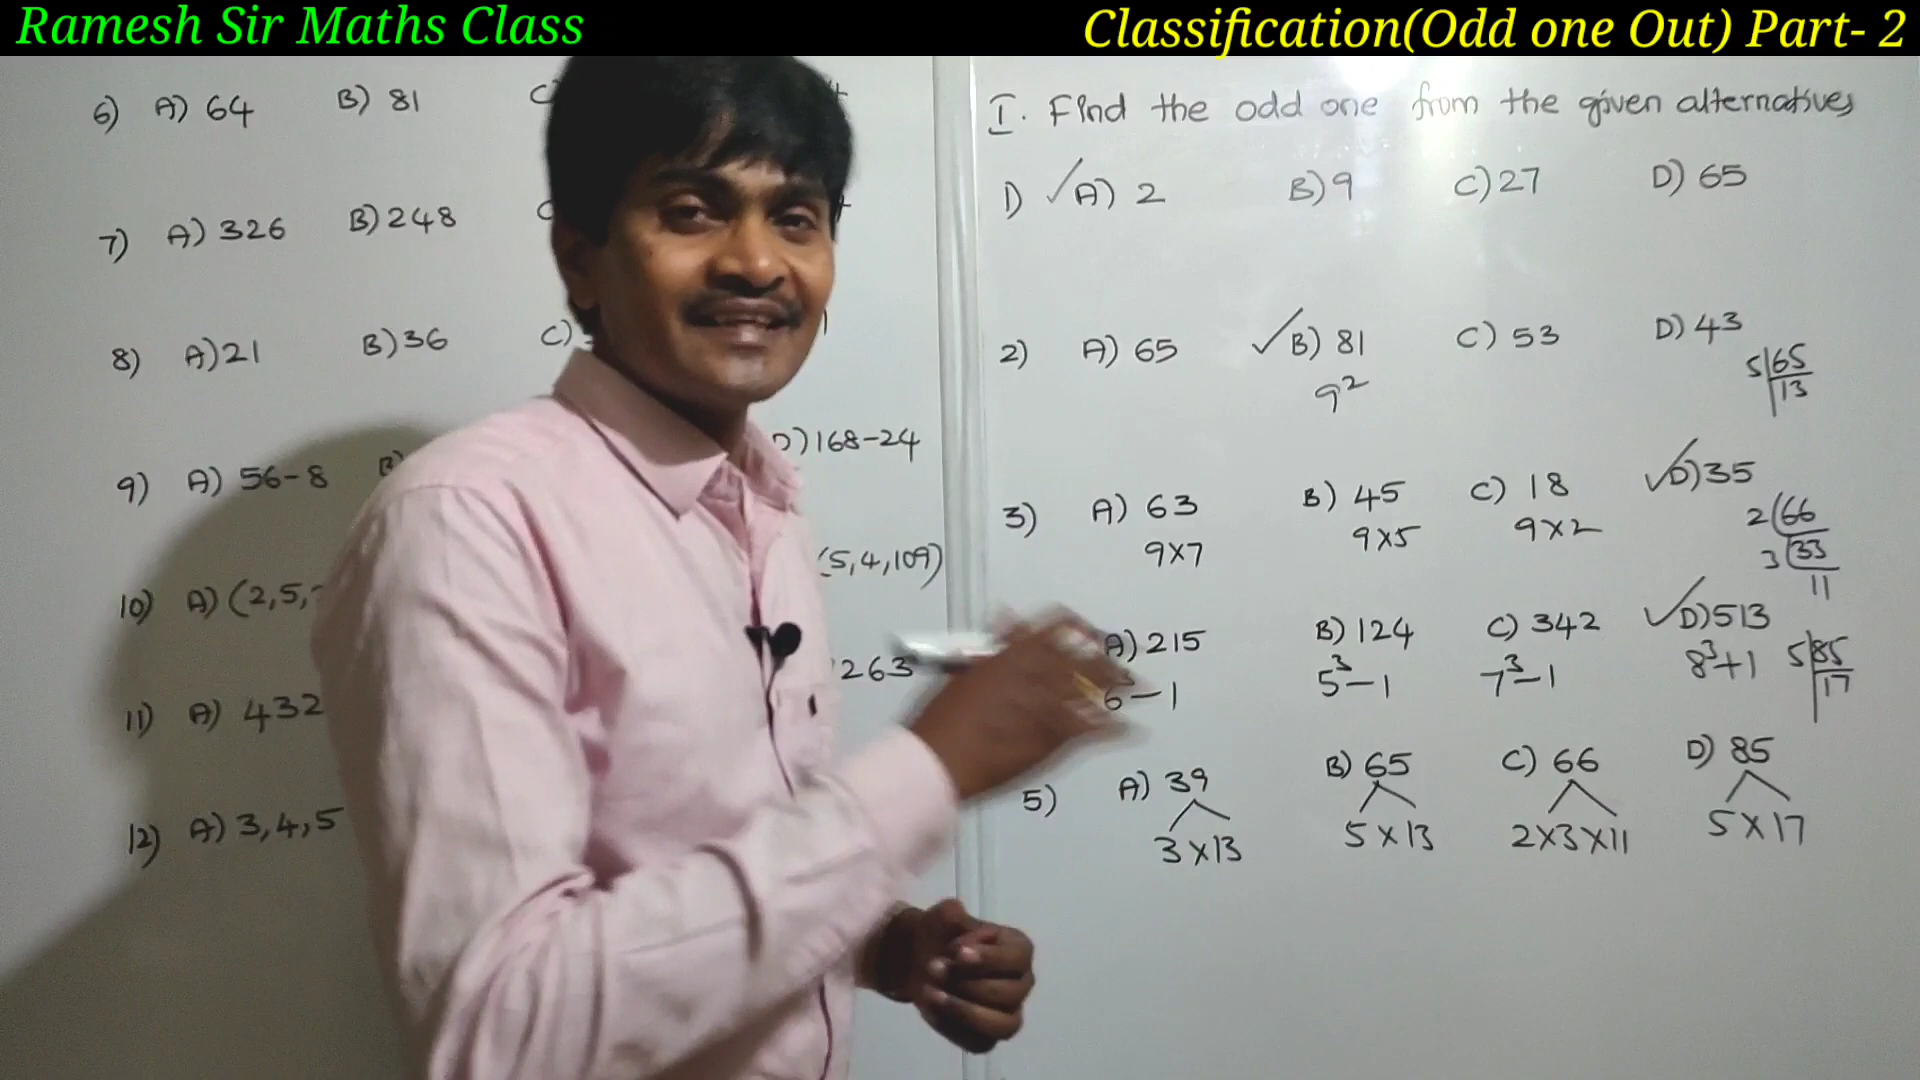 Ramesh Sir Maths Class
Classification(Odd one Out) Part- 2
6) A) 64 B) 81
7) A) 326 B) 248
8) A) 21 B) 36 C)
9) A) 56-8 D) 168-24
10) A) (2,5, (5,4,109)
11) A) 432 263
12) A) 3,4,5
I. Find the odd one from the given alternatives
1) ✓A) 2 B) 9 C) 27 D) 65
2) A) 65 ✓B) 81 C) 53 D) 43
9² 5|65
13
3) A) 63 B) 45 C) 18 ✓D) 35
9x7 9x5 9x2 2(66
3(33
11
A) 215 B) 124 C) 342 ✓D) 513
6³-1 5³-1 7³-1 8³+1 5|85
17
5) A) 39 B) 65 C) 66 D) 85
3x13 5x13 2x3x11 5x17